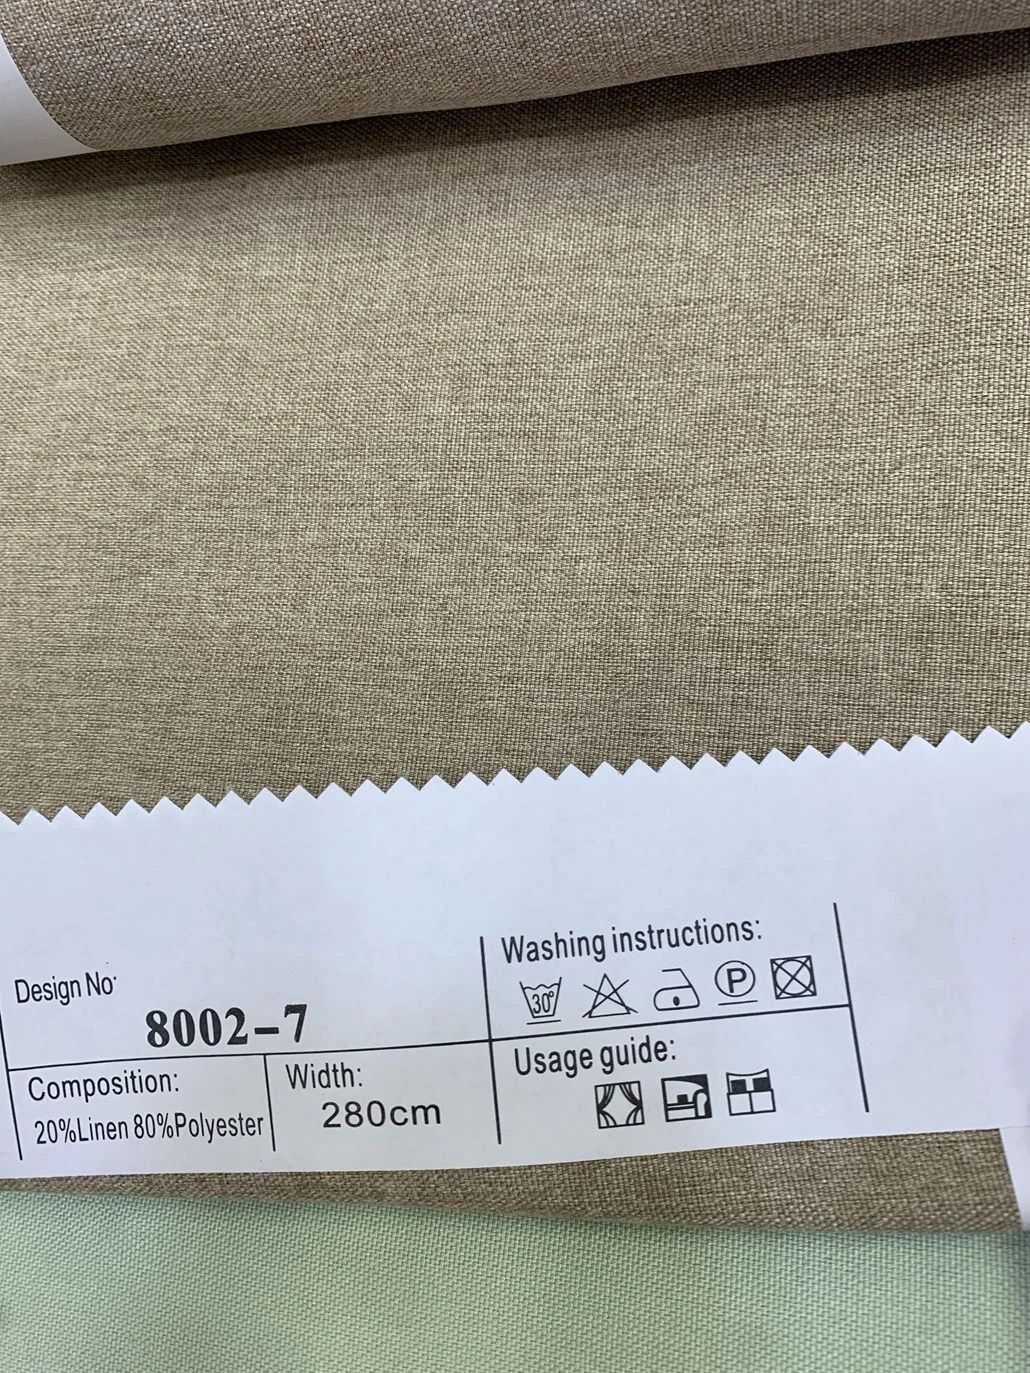 Design No.
8002-7
Composition:
20%Linen 80%Polyester
Width:
280cm
Washing instructions:
30°
P
Usage guide: